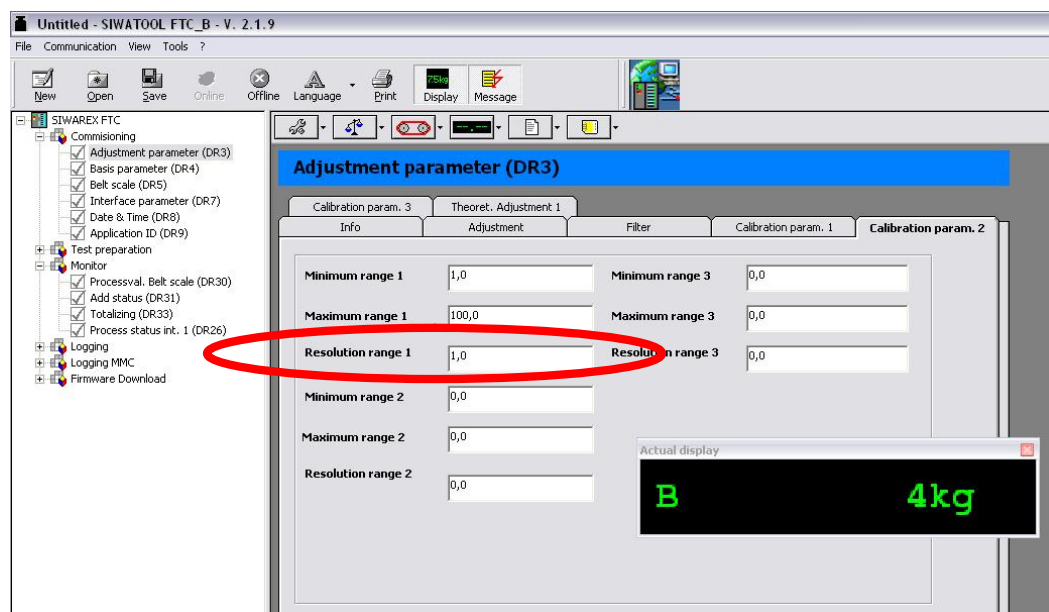 Untitled - SIWATOOL FTC_B - V. 2.1.9
File Communication View Tools ?
New Open Save Online Offline Language Print 75kg Display Message
SIWAREX FTC
Commisioning
Adjustment parameter (DR3)
Basis parameter (DR4)
Belt scale (DR5)
Interface parameter (DR7)
Date & Time (DR8)
Application ID (DR9)
Test preparation
Monitor
Processval. Belt scale (DR30)
Add status (DR31)
Totalizing (DR33)
Process status int. 1 (DR26)
Logging
Logging MMC
Firmware Download
Adjustment parameter (DR3)
Calibration param. 3 Theoret. Adjustment 1
Info Adjustment Filter Calibration param. 1 Calibration param. 2
Minimum range 1 1,0 Minimum range 3 0,0
Maximum range 1 100,0 Maximum range 3 0,0
Resolution range 1 1,0 Resolution range 3 0,0
Minimum range 2 0,0
Maximum range 2 0,0
Resolution range 2 0,0
Actual display
B 4kg